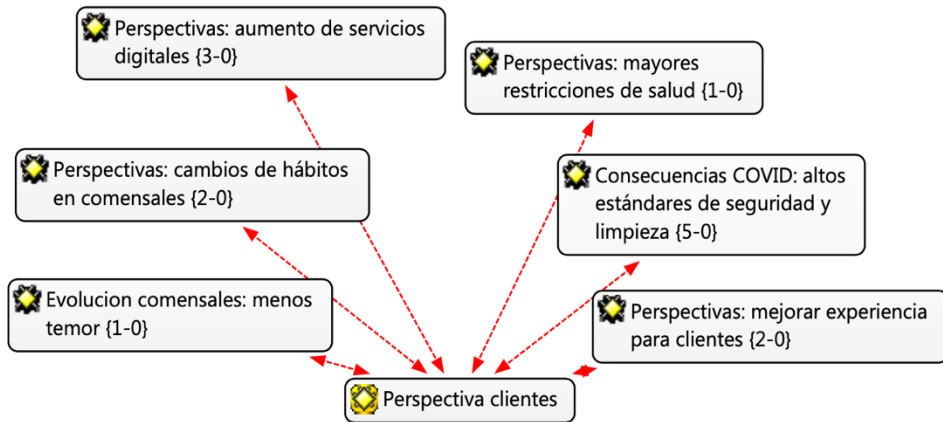 Perspectivas: aumento de servicios
digitales {3-0}
Perspectivas: mayores
restricciones de salud {1-0}
Perspectivas: cambios de hábitos
en comensales {2-0}
Consecuencias COVID: altos
estándares de seguridad y
limpieza {5-0}
Evolucion comensales: menos
temor {1-0}
Perspectivas: mejorar experiencia
para clientes {2-0}
Perspectiva clientes